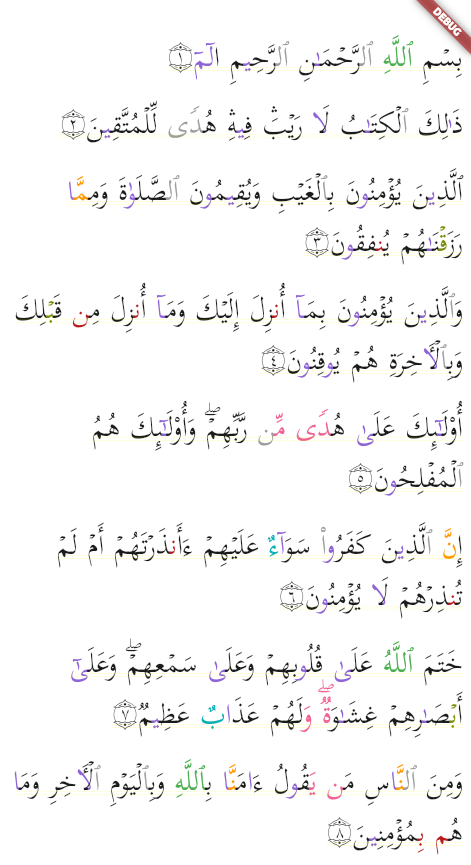 DEBUG
بِسْمِ ٱللَّهِ ٱلرَّحْمَـٰنِ ٱلرَّحِيمِ الٓمٓ ١
ذَٰلِكَ ٱلْكِتَـٰبُ لَا رَيْبَ ۛ فِيهِ ۛ هُدًى لِّلْمُتَّقِينَ ٢
ٱلَّذِينَ يُؤْمِنُونَ بِٱلْغَيْبِ وَيُقِيمُونَ ٱلصَّلَوٰةَ وَمِمَّا
رَزَقْنَـٰهُمْ يُنفِقُونَ ٣
وَٱلَّذِينَ يُؤْمِنُونَ بِمَآ أُنزِلَ إِلَيْكَ وَمَآ أُنزِلَ مِن قَبْلِكَ
وَبِٱلْـَٔاخِرَةِ هُمْ يُوقِنُونَ ٤
أُو۟لَـٰٓئِكَ عَلَىٰ هُدًى مِّن رَّبِّهِمْ ۖ وَأُو۟لَـٰٓئِكَ هُمُ
ٱلْمُفْلِحُونَ ٥
إِنَّ ٱلَّذِينَ كَفَرُوا۟ سَوَآءٌ عَلَيْهِمْ ءَأَنذَرْتَهُمْ أَمْ لَمْ
تُنذِرْهُمْ لَا يُؤْمِنُونَ ٦
خَتَمَ ٱللَّهُ عَلَىٰ قُلُوبِهِمْ وَعَلَىٰ سَمْعِهِمْ ۖ وَعَلَىٰٓ
أَبْصَـٰرِهِمْ غِشَـٰوَةٌ ۖ وَلَهُمْ عَذَابٌ عَظِيمٌ ٧
وَمِنَ ٱلنَّاسِ مَن يَقُولُ ءَامَنَّا بِٱللَّهِ وَبِٱلْيَوْمِ ٱلْـَٔاخِرِ وَمَا
هُم بِمُؤْمِنِينَ ٨